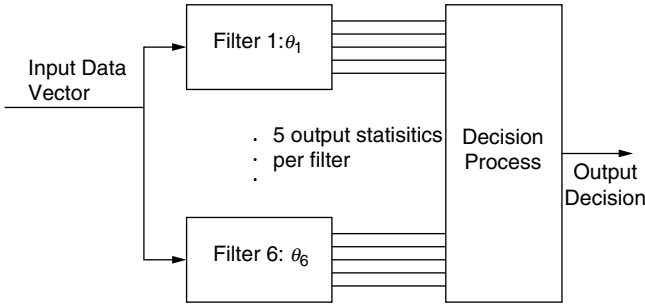 Filter 1:θ1
Input Data
Vector
5 output statisitics
per filter
Decision
Process
Output
Decision
Filter 6: θ6